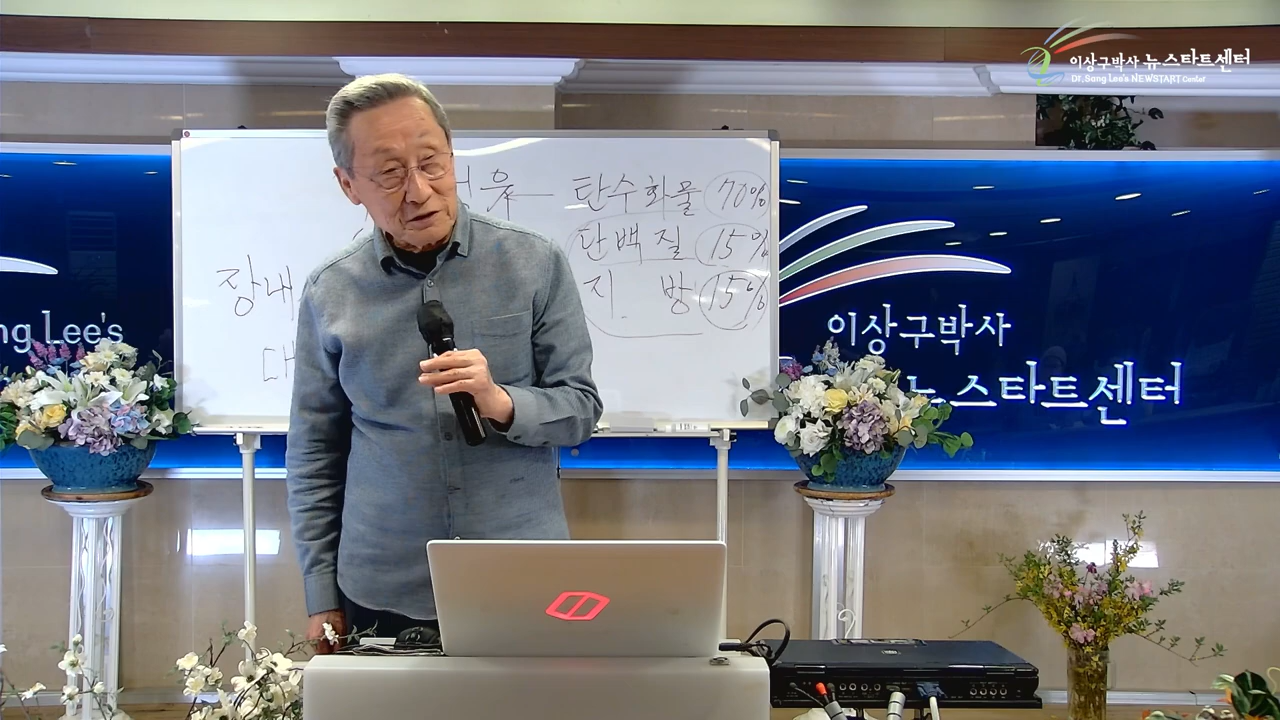 이상구박사 뉴스타트센터
Dr.Sang Lee's NEWSTART Center
탄수화물 70%
단백질 15%
지방 15%
장내
대
ng Lee's
이상구박사
뉴스타트센터